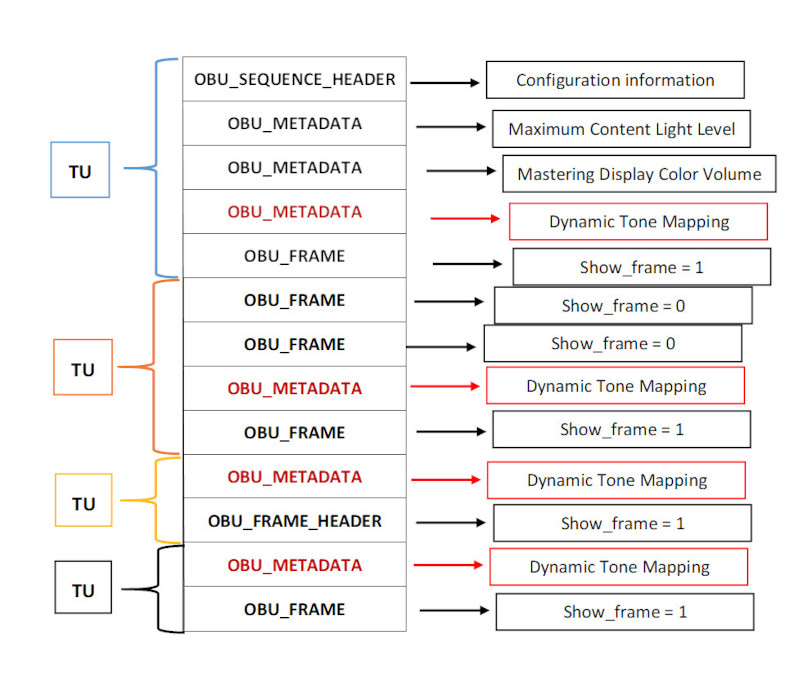 OBU_SEQUENCE_HEADER Configuration information
OBU_METADATA Maximum Content Light Level
TU
OBU_METADATA Mastering Display Color Volume
OBU_METADATA Dynamic Tone Mapping
OBU_FRAME Show_frame = 1
OBU_FRAME Show_frame = 0
OBU_FRAME Show_frame = 0
TU
OBU_METADATA Dynamic Tone Mapping
OBU_FRAME Show_frame = 1
OBU_METADATA Dynamic Tone Mapping
TU
OBU_FRAME_HEADER Show_frame = 1
OBU_METADATA Dynamic Tone Mapping
TU
OBU_FRAME Show_frame = 1